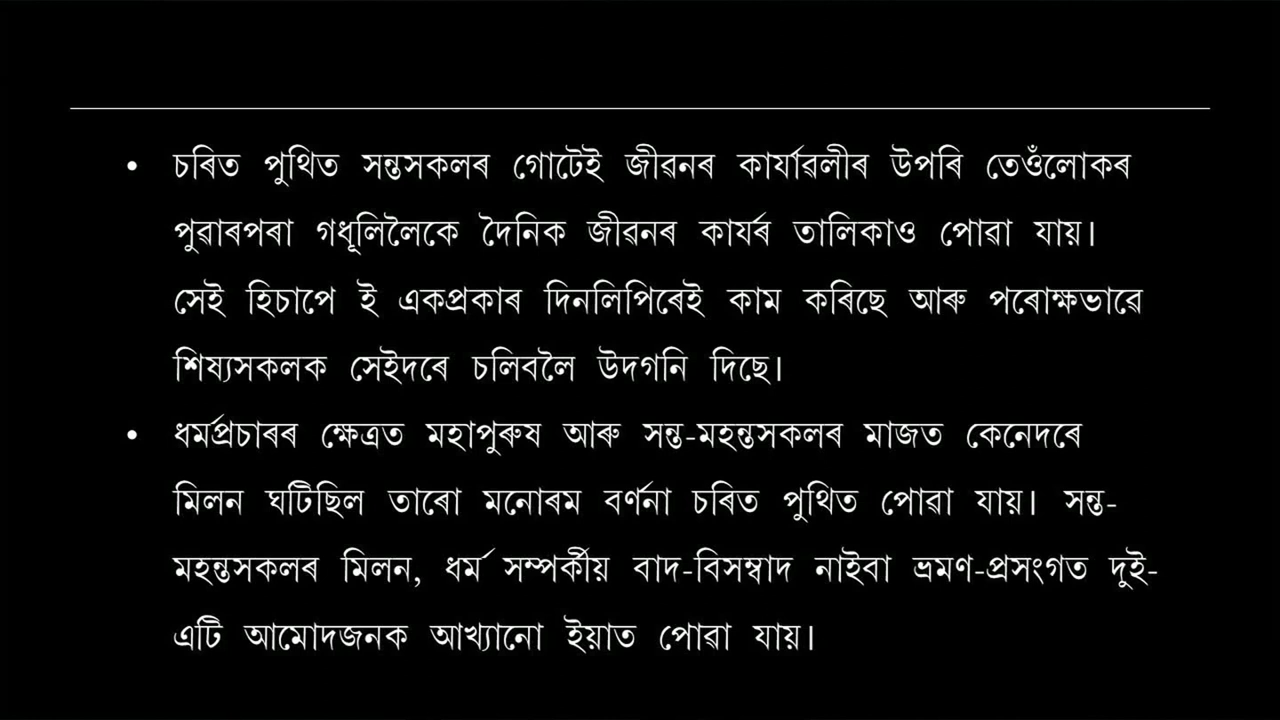 • চৰিত পুথিত সন্তসকলৰ গোটেই জীৱনৰ কাৰ্যাৱলীৰ উপৰি তেওঁলোকৰ
পুৱাৰপৰা গধূলিলৈকে দৈনিক জীৱনৰ কাৰ্যৰ তালিকাও পোৱা যায়।
সেই হিচাপে ই একপ্ৰকাৰ দিনলিপিৰেই কাম কৰিছে আৰু পৰোক্ষভাৱে
শিষ্যসকলক সেইদৰে চলিবলৈ উদগনি দিছে।
• ধৰ্মপ্ৰচাৰৰ ক্ষেত্ৰত মহাপুৰুষ আৰু সন্ত-মহন্তসকলৰ মাজত কেনেদৰে
মিলন ঘটিছিল তাৰো মনোৰম বৰ্ণনা চৰিত পুথিত পোৱা যায়। সন্ত-
মহন্তসকলৰ মিলন, ধৰ্ম সম্পৰ্কীয় বাদ-বিসম্বাদ নাইবা ভ্ৰমণ-প্ৰসংগত দুই-
এটি আমোদজনক আখ্যানো ইয়াত পোৱা যায়।